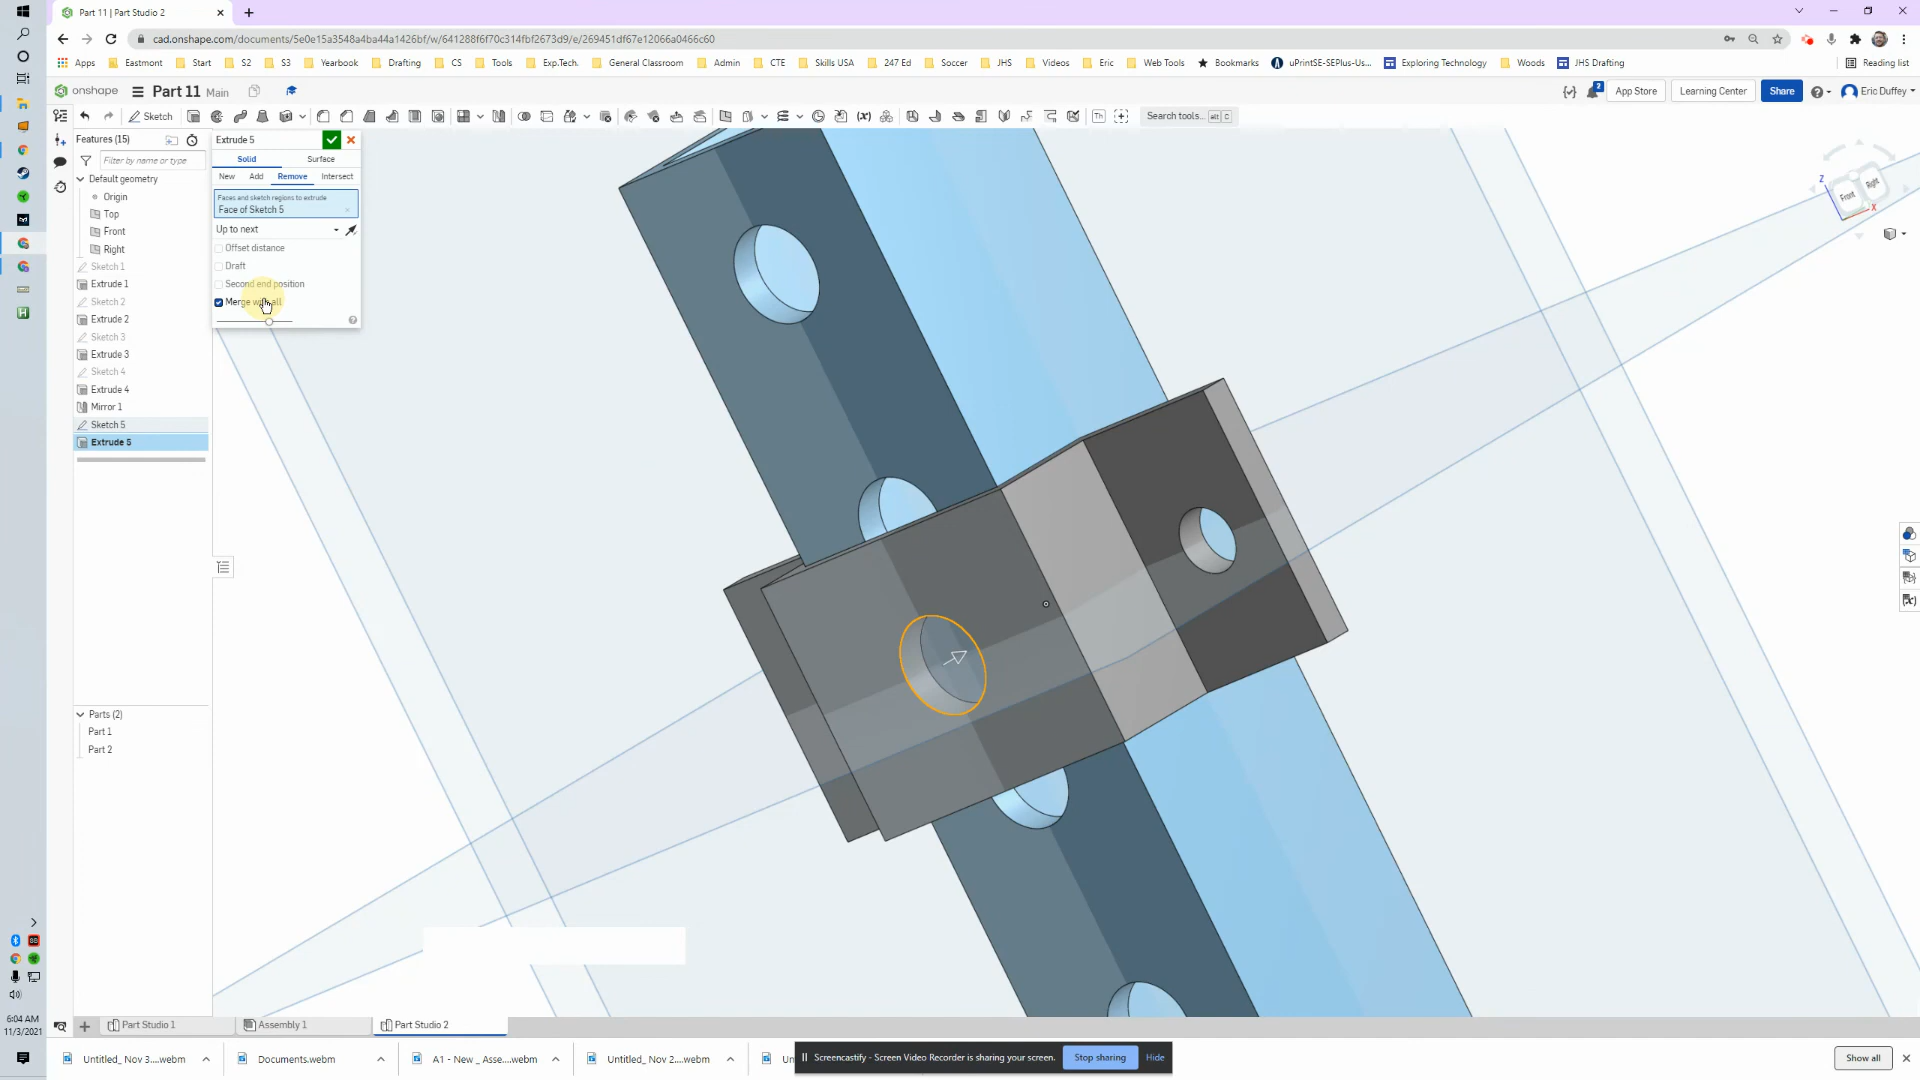 Part 11 | Part Studio 2
cad.onshape.com/documents/5e0e15a3548a4ba44a1426bf/w/641288f6f70c314fbf2673d9/e/269451df67e12066a0466c60
Apps Eastmont Start S2 S3 Yearbook Drafting CS Tools Exp.Tech. General Classroom Admin CTE Skills USA 247 Ed Soccer JHS Videos Eric Web Tools Bookmarks uPrintSE-SEPlus-Us... Exploring Technology Woods JHS Drafting Reading list
onshape Part 11 Main App Store Learning Center Share Eric Duffey
Sketch Search tools... alt C
Features (15)
Filter by name or type
Default geometry
Origin
Top
Front
Right
Sketch 1
Extrude 1
Sketch 2
Extrude 2
Sketch 3
Extrude 3
Sketch 4
Extrude 4
Mirror 1
Sketch 5
Extrude 5
Parts (2)
Part 1
Part 2
Extrude 5
Solid Surface
New Add Remove Intersect
Faces and sketch regions to extrude
Face of Sketch 5
Up to next
Offset distance
Draft
Second end position
Merge with all
Z
Front Right
X
2
6:04 AM
11/3/2021
Part Studio 1 Assembly 1 Part Studio 2
Untitled_ Nov 3....webm Documents.webm A1 - New _ Asse....webm Untitled_ Nov 2....webm Un
Screencastify - Screen Video Recorder is sharing your screen. Stop sharing Hide
Show all